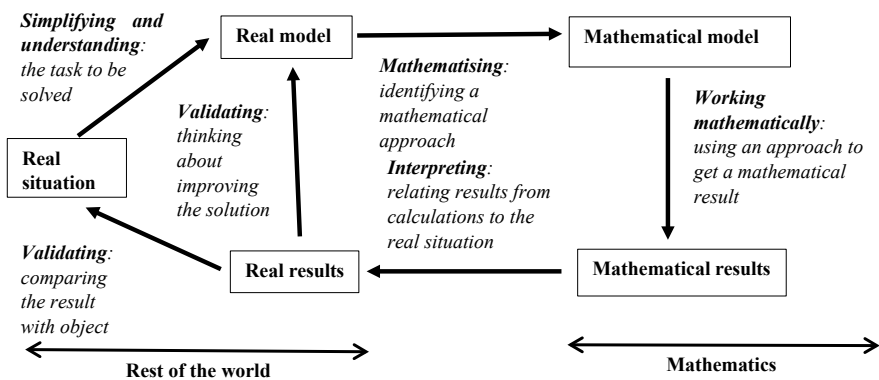 Simplifying and
understanding:
the task to be
solved
Real model
Mathematical model
Mathematising:
identifying a
mathematical
approach
Validating:
thinking
about
improving
the solution
Working
mathematically:
using an approach to
get a mathematical
result
Real
situation
Interpreting:
relating results from
calculations to the
real situation
Validating:
comparing
the result
with object
Real results
Mathematical results
Rest of the world
Mathematics